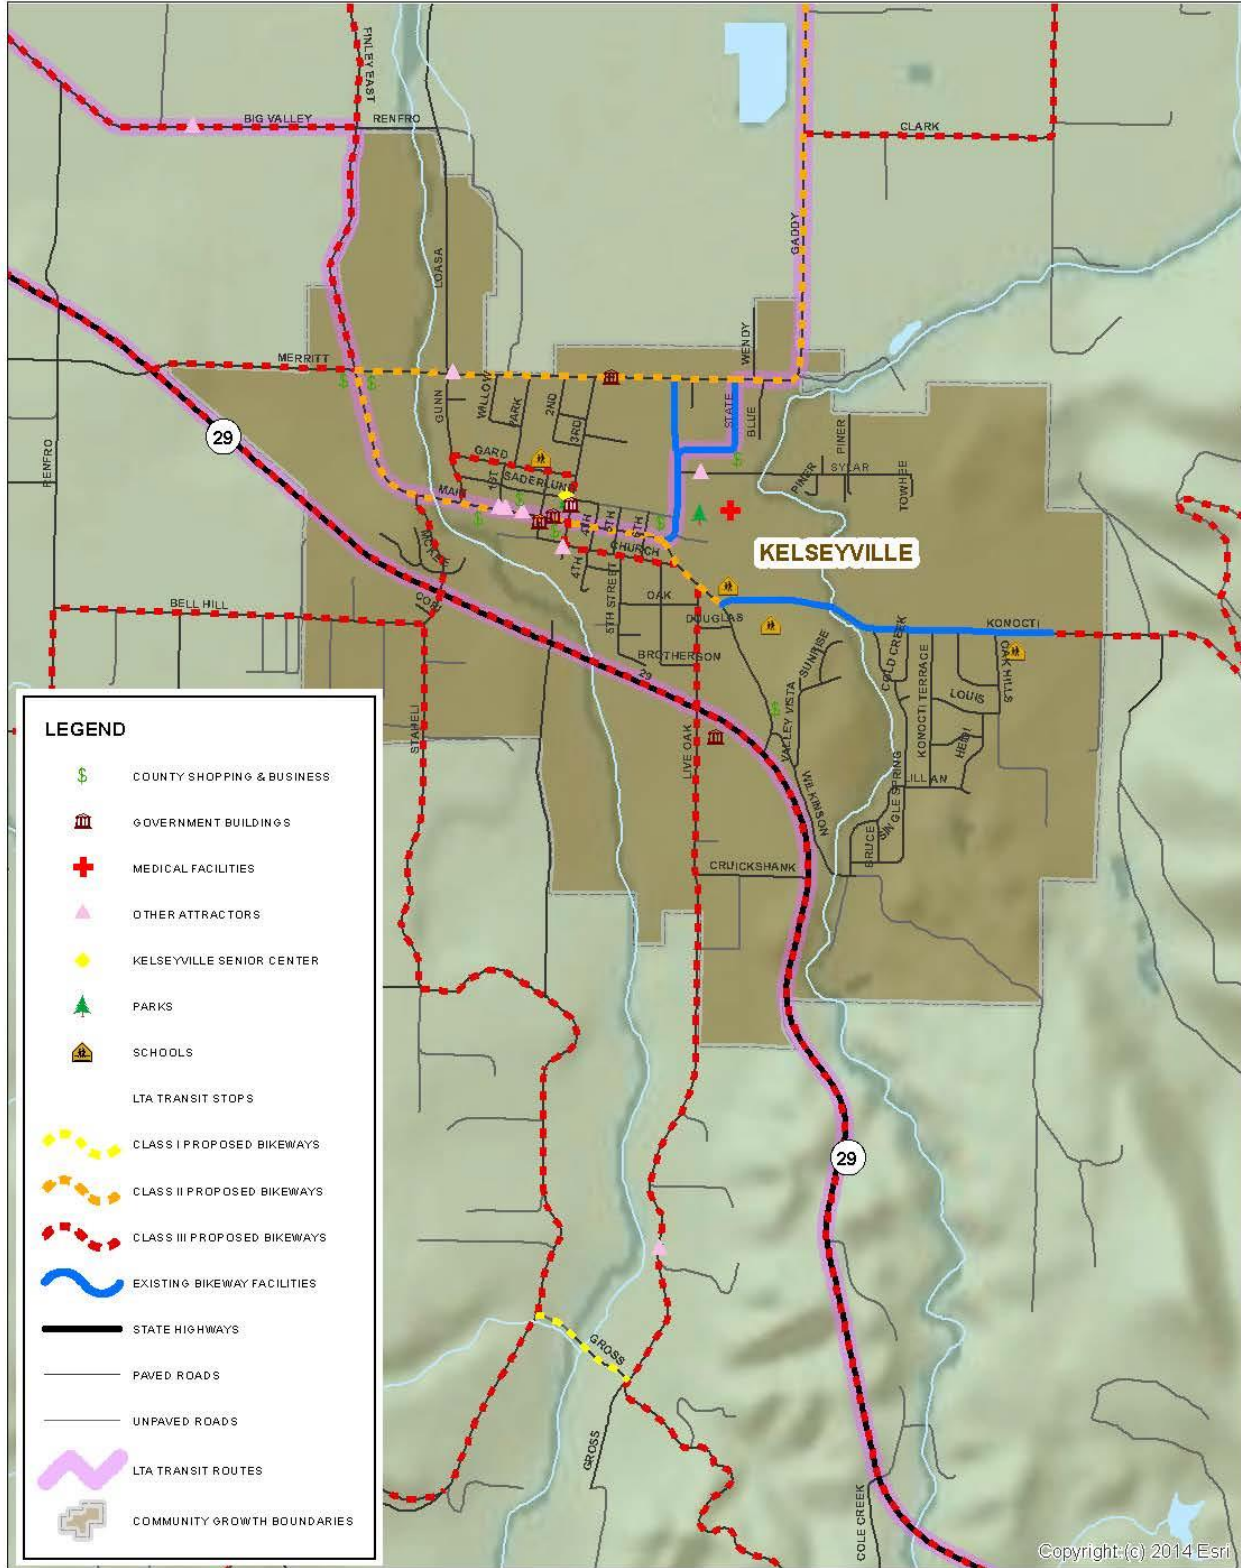 FINLEY EAST
BIG VALLEY
RENFRO
CLARK
GADDY
LOASA
RENFRO
WENDY
MERRITT
STATE
BLUE
GUNN
WILLOW
PARK
2ND
3RD
29
GARD
SADERLUND
1ST
MAIN
PINER
PINER
SYLAR
TOWHEE
4TH
5TH
6TH
CHURCH
4TH
KELSEYVILLE
5TH STREET
OAK
DOUGLAS
BELL HILL
KONOCTI
BROTHERSON
SUNRISE
COLD CREEK
OAK HILLS
29
VALLEY VISTA
KONOCTI TERRACE
LOUIS
HEIDI
STAHELI
LIVE OAK
WILKINSON
SINGLE SPRING
LILLIAN
BRUCE
CRUICKSHANK
LEGEND
COUNTY SHOPPING & BUSINESS
GOVERNMENT BUILDINGS
MEDICAL FACILITIES
OTHER ATTRACTORS
KELSEYVILLE SENIOR CENTER
PARKS
SCHOOLS
LTA TRANSIT STOPS
CLASS I PROPOSED BIKEWAYS
CLASS II PROPOSED BIKEWAYS
CLASS III PROPOSED BIKEWAYS
EXISTING BIKEWAY FACILITIES
STATE HIGHWAYS
PAVED ROADS
UNPAVED ROADS
LTA TRANSIT ROUTES
COMMUNITY GROWTH BOUNDARIES
29
GROSS
GROSS
COLE CREEK
Copyright:(c) 2014 Esri